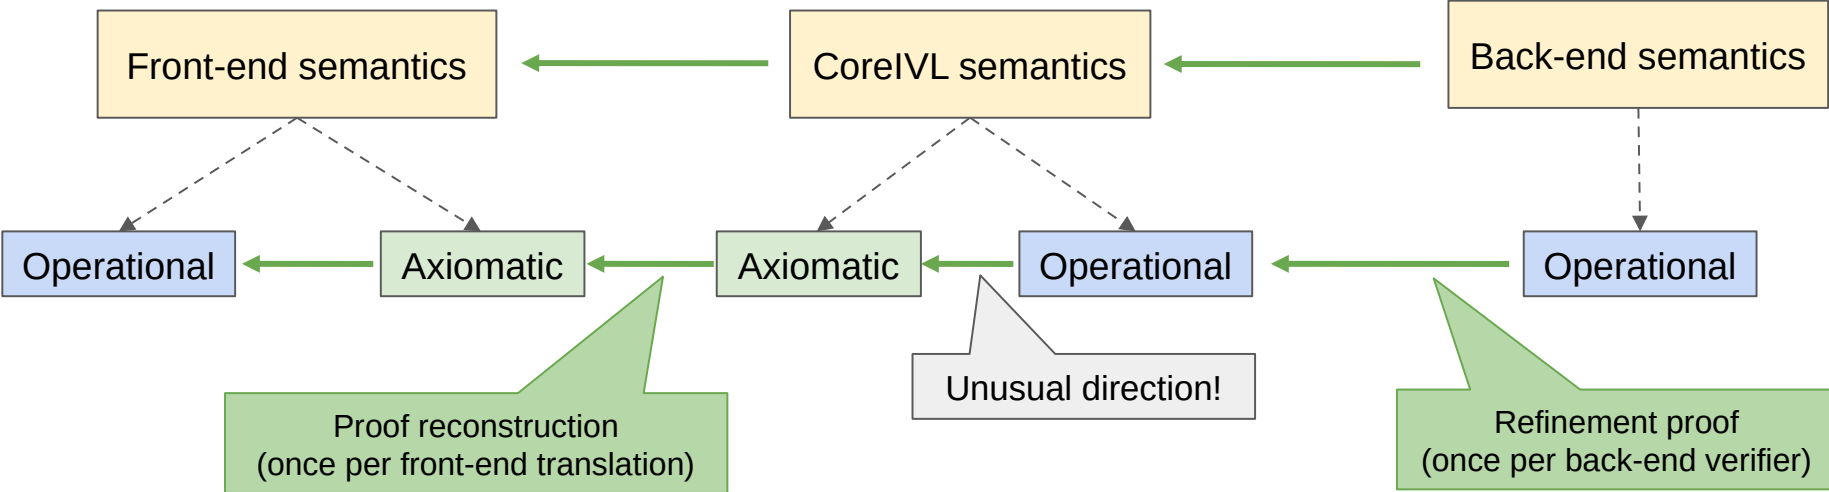 Front-end semantics
CoreIVL semantics
Back-end semantics
Operational
Axiomatic
Axiomatic
Operational
Operational
Unusual direction!
Proof reconstruction
(once per front-end translation)
Refinement proof
(once per back-end verifier)